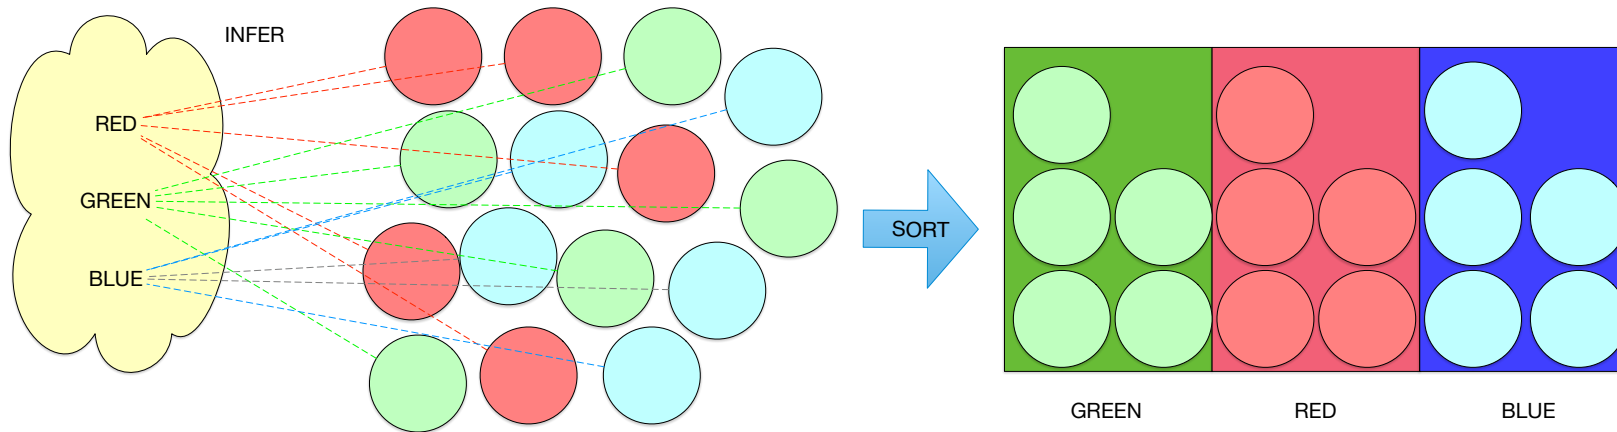 INFER
RED
GREEN
BLUE
SORT
GREEN
RED
BLUE